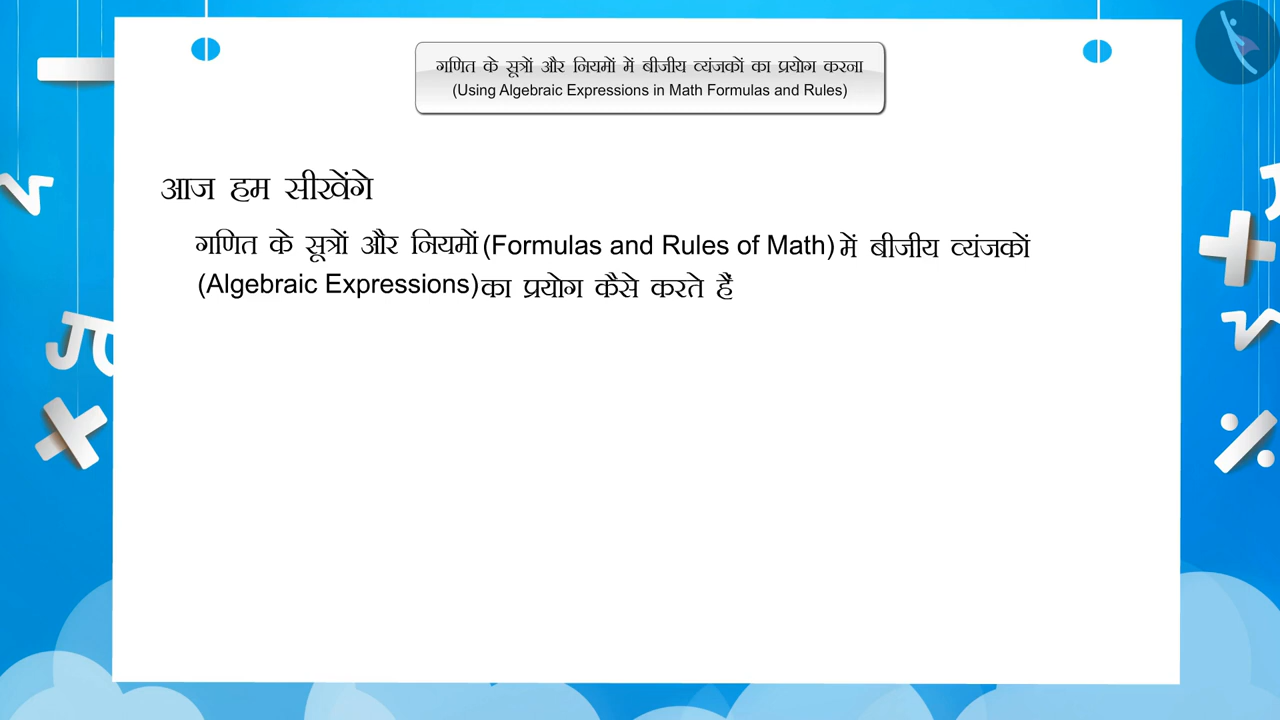 गणित के सूत्रों और नियमों में बीजीय व्यंजकों का प्रयोग करना
(Using Algebraic Expressions in Math Formulas and Rules)
आज हम सीखेंगे
गणित के सूत्रों और नियमों (Formulas and Rules of Math) में बीजीय व्यंजकों
(Algebraic Expressions) का प्रयोग कैसे करते हैं